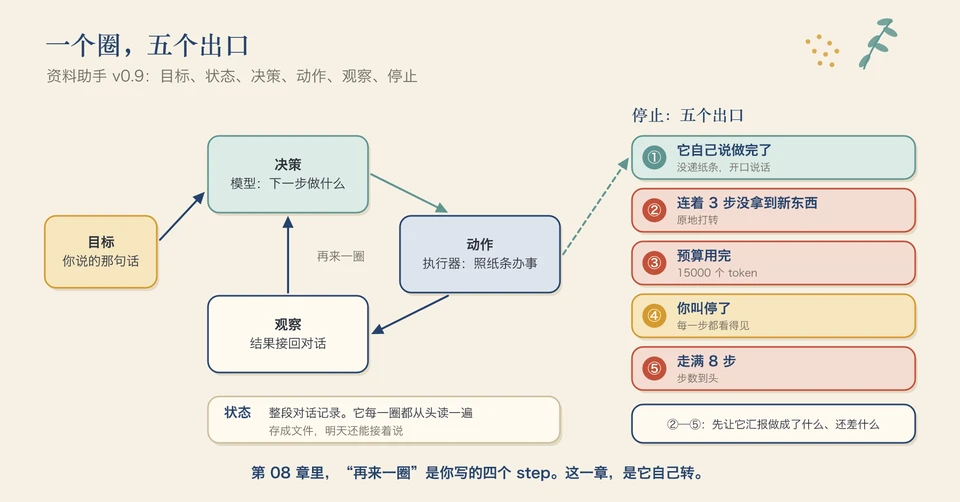 一个圈，五个出口
资料助手 v0.9：目标、状态、决策、动作、观察、停止
目标
你说的那句话
决策
模型：下一步做什么
再来一圈
动作
执行器：照纸条办事
观察
结果接回对话
状态 整段对话记录。它每一圈都从头读一遍
存成文件，明天还能接着说
停止：五个出口
① 它自己说做完了
没递纸条，开口说话
② 连着 3 步没拿到新东西
原地打转
③ 预算用完
15000 个 token
④ 你叫停了
每一步都看得见
⑤ 走满 8 步
步数到头
②—⑤：先让它汇报做成了什么、还差什么
第 08 章里，“再来一圈”是你写的四个 step。这一章，是它自己转。